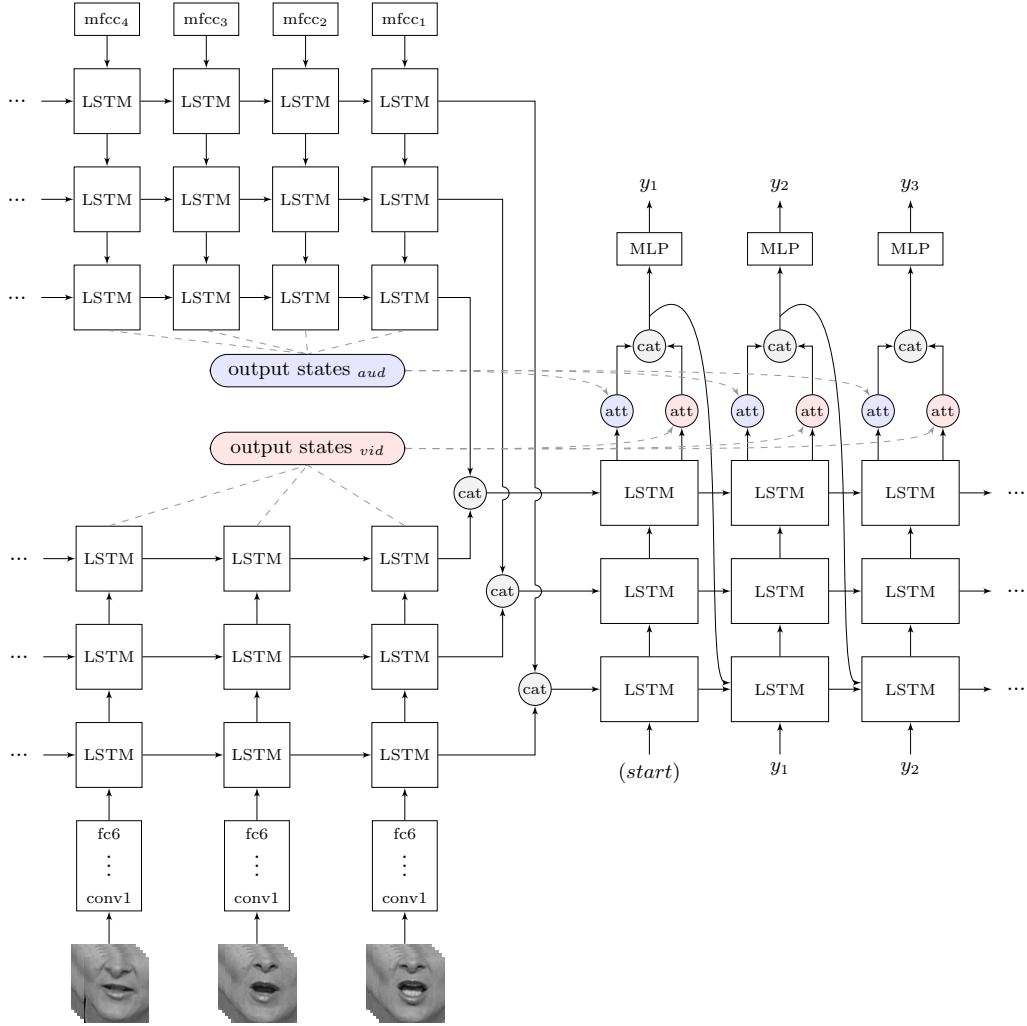 mfcc4 mfcc3 mfcc2 mfcc1
... LSTM LSTM LSTM LSTM
y1 y2 y3
... LSTM LSTM LSTM LSTM
MLP MLP MLP
... LSTM LSTM LSTM LSTM
cat cat cat
output states aud
att att att att att att
output states vid
cat LSTM LSTM LSTM ...
... LSTM LSTM LSTM
cat LSTM LSTM LSTM ...
... LSTM LSTM LSTM
cat LSTM LSTM LSTM ...
... LSTM LSTM LSTM
(start) y1 y2
fc6 fc6 fc6
⋮ ⋮ ⋮
conv1 conv1 conv1